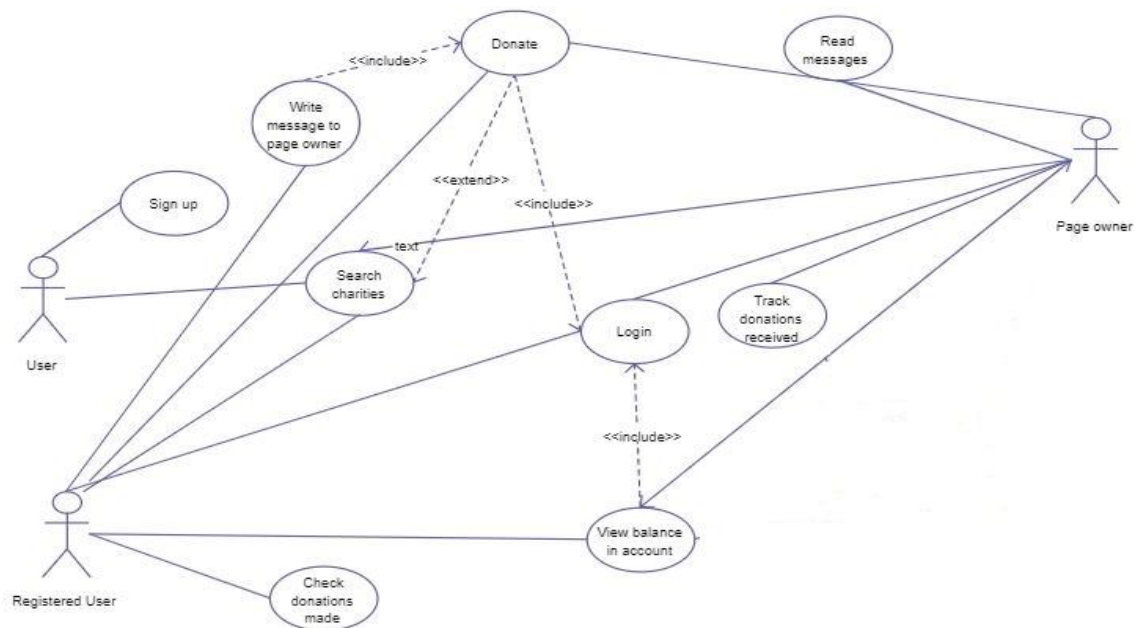 Donate
Read
messages
<<include>>
Write
message to
page owner
<<extend>>
Sign up
<<include>>
Page owner
text
Search
charities
Track
donations
received
Login
User
<<include>>
View balance
in account
Check
donations
made
Registered User